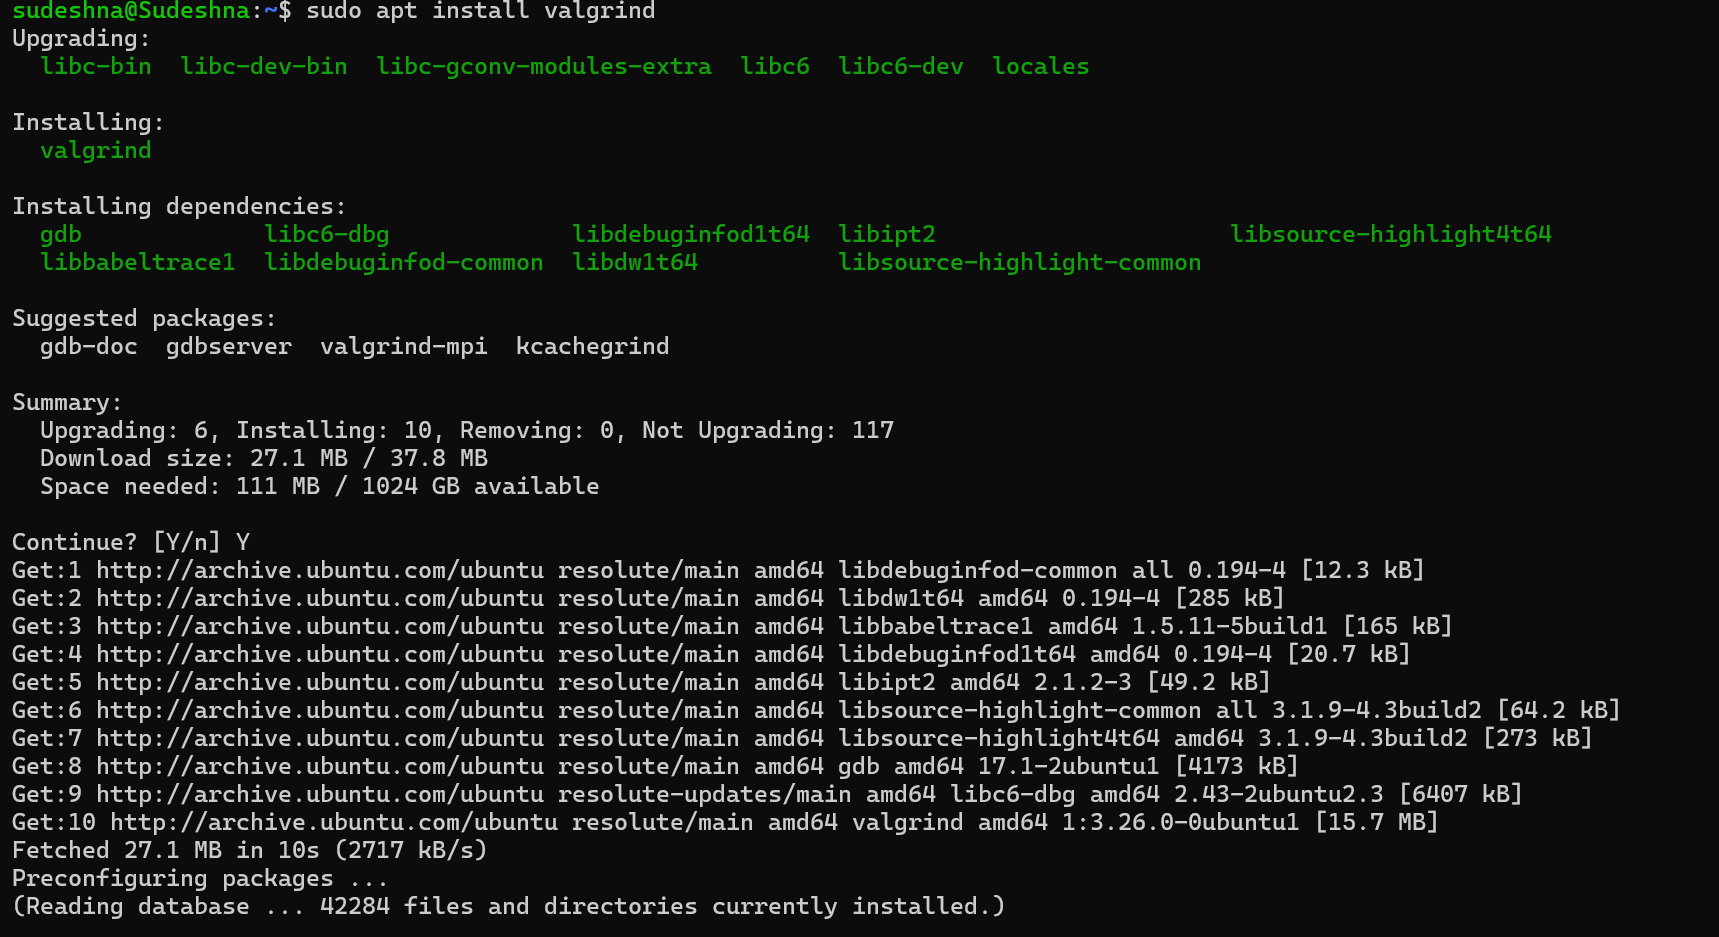 sudeshna@Sudeshna:~$ sudo apt install valgrind
Upgrading:
  libc-bin  libc-dev-bin  libc-gconv-modules-extra  libc6  libc6-dev  locales

Installing:
  valgrind

Installing dependencies:
  gdb             libc6-dbg             libdebuginfod1t64  libipt2                     libsource-highlight4t64
  libbabeltrace1  libdebuginfod-common  libdw1t64          libsource-highlight-common

Suggested packages:
  gdb-doc  gdbserver  valgrind-mpi  kcachegrind

Summary:
  Upgrading: 6, Installing: 10, Removing: 0, Not Upgrading: 117
  Download size: 27.1 MB / 37.8 MB
  Space needed: 111 MB / 1024 GB available

Continue? [Y/n] Y
Get:1 http://archive.ubuntu.com/ubuntu resolute/main amd64 libdebuginfod-common all 0.194-4 [12.3 kB]
Get:2 http://archive.ubuntu.com/ubuntu resolute/main amd64 libdw1t64 amd64 0.194-4 [285 kB]
Get:3 http://archive.ubuntu.com/ubuntu resolute/main amd64 libbabeltrace1 amd64 1.5.11-5build1 [165 kB]
Get:4 http://archive.ubuntu.com/ubuntu resolute/main amd64 libdebuginfod1t64 amd64 0.194-4 [20.7 kB]
Get:5 http://archive.ubuntu.com/ubuntu resolute/main amd64 libipt2 amd64 2.1.2-3 [49.2 kB]
Get:6 http://archive.ubuntu.com/ubuntu resolute/main amd64 libsource-highlight-common all 3.1.9-4.3build2 [64.2 kB]
Get:7 http://archive.ubuntu.com/ubuntu resolute/main amd64 libsource-highlight4t64 amd64 3.1.9-4.3build2 [273 kB]
Get:8 http://archive.ubuntu.com/ubuntu resolute/main amd64 gdb amd64 17.1-2ubuntu1 [4173 kB]
Get:9 http://archive.ubuntu.com/ubuntu resolute-updates/main amd64 libc6-dbg amd64 2.43-2ubuntu2.3 [6407 kB]
Get:10 http://archive.ubuntu.com/ubuntu resolute/main amd64 valgrind amd64 1:3.26.0-0ubuntu1 [15.7 MB]
Fetched 27.1 MB in 10s (2717 kB/s)
Preconfiguring packages ...
(Reading database ... 42284 files and directories currently installed.)